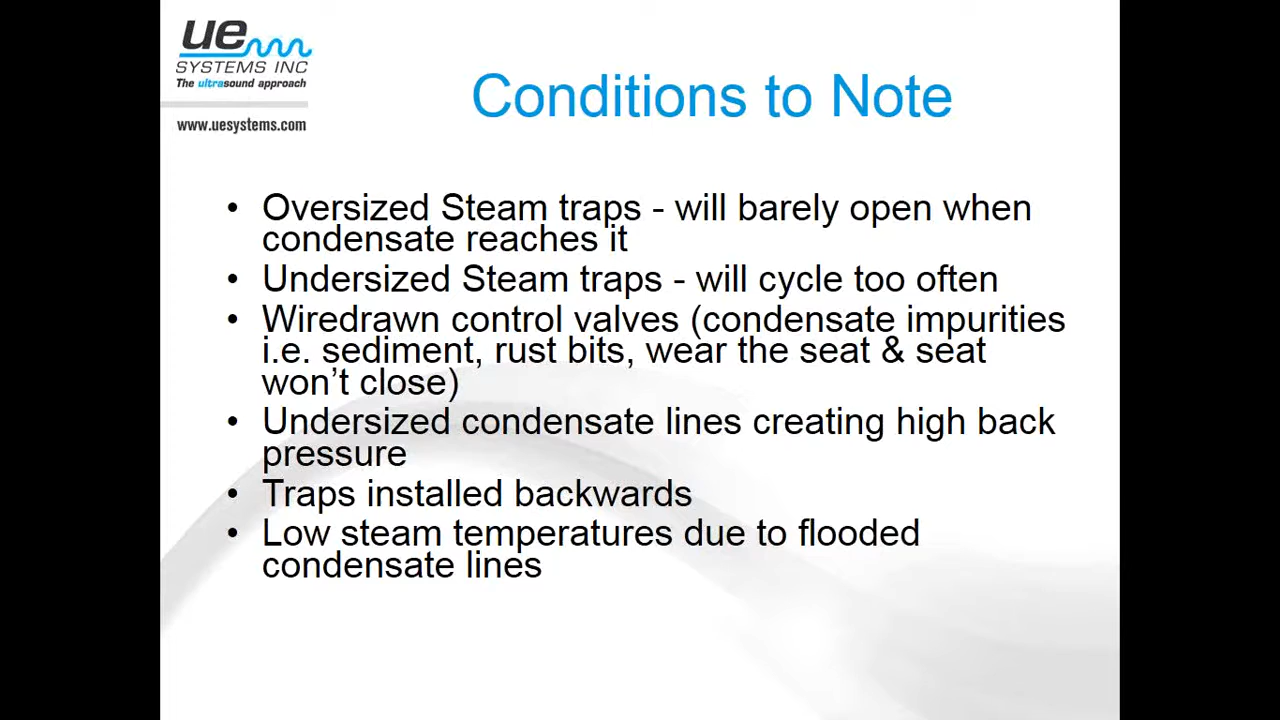 ue
SYSTEMS INC
The ultrasound approach
www.uesystems.com
Conditions to Note
• Oversized Steam traps - will barely open when
condensate reaches it
• Undersized Steam traps - will cycle too often
• Wiredrawn control valves (condensate impurities
i.e. sediment, rust bits, wear the seat & seat
won’t close)
• Undersized condensate lines creating high back
pressure
• Traps installed backwards
• Low steam temperatures due to flooded
condensate lines